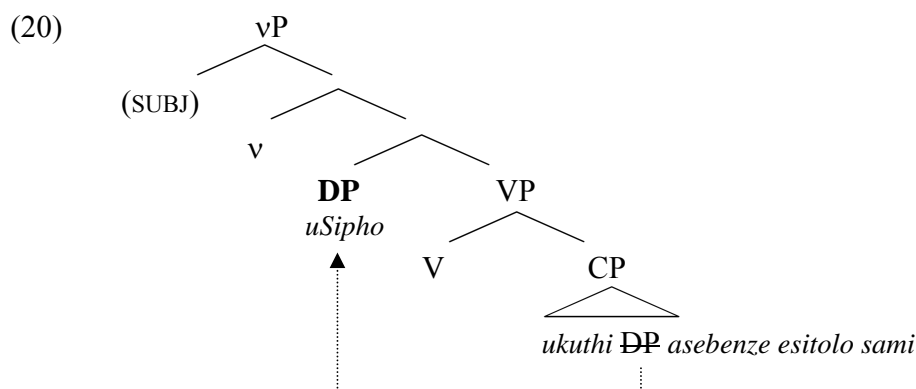 (20) νP
(SUBJ)
ν
DP VP
uSipho
V CP
ukuthi DP asebenze esitolo sami